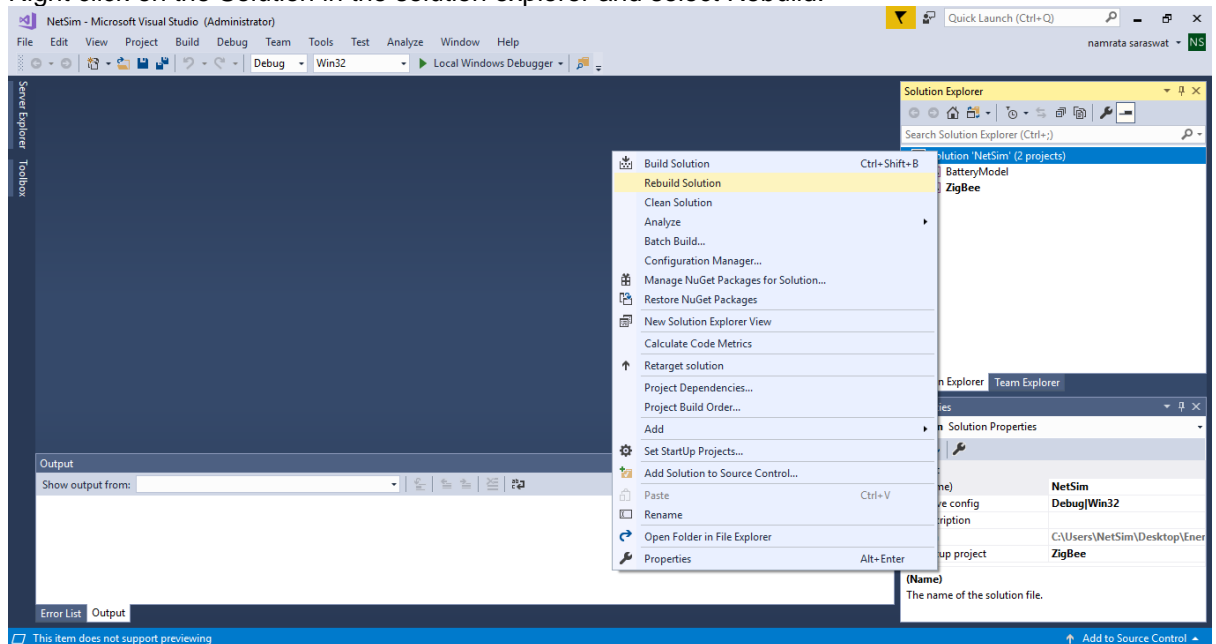 Right click on the Solution in the solution explorer and select Rebuild.
NetSim - Microsoft Visual Studio (Administrator)
Quick Launch (Ctrl+Q)
File Edit View Project Build Debug Team Tools Test Analyze Window Help
namrata saraswat NS
Debug Win32 Local Windows Debugger
Server Explorer
Toolbox
Solution Explorer
Search Solution Explorer (Ctrl+;)
olution 'NetSim' (2 projects)
BatteryModel
ZigBee
Build Solution Ctrl+Shift+B
Rebuild Solution
Clean Solution
Analyze
Batch Build...
Configuration Manager...
Manage NuGet Packages for Solution...
Restore NuGet Packages
New Solution Explorer View
Calculate Code Metrics
Retarget solution
Project Dependencies...
Project Build Order...
Add
Set StartUp Projects...
Add Solution to Source Control...
Paste Ctrl+V
Rename
Open Folder in File Explorer
Properties Alt+Enter
n Explorer Team Explorer
ies
n Solution Properties
ne) NetSim
ve config Debug|Win32
ription
C:\Users\NetSim\Desktop\Ener
up project ZigBee
(Name)
The name of the solution file.
Output
Show output from:
Error List Output
This item does not support previewing
Add to Source Control